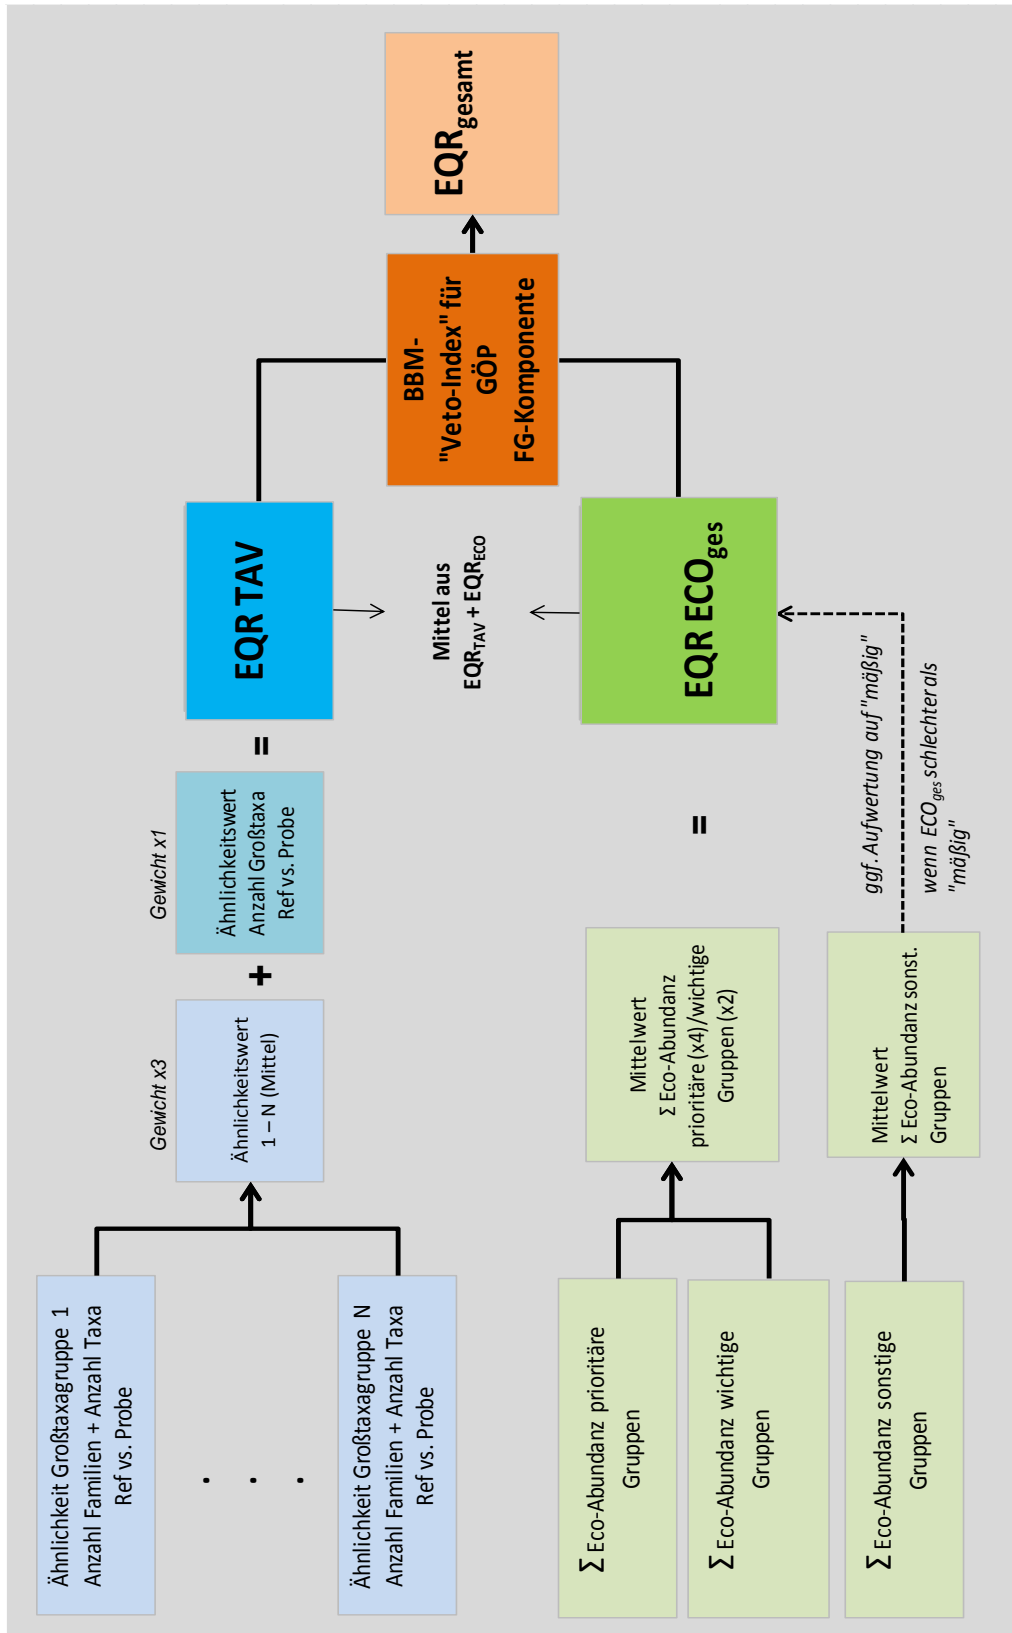 Ähnlichkeit Großtaxagruppe 1
Anzahl Familien + Anzahl Taxa
Ref vs. Probe
. . .
Ähnlichkeit Großtaxagruppe N
Anzahl Familien + Anzahl Taxa
Ref vs. Probe
Gewicht x3
Ähnlichkeitswert
1 – N (Mittel)
+
Gewicht x1
Ähnlichkeitswert
Anzahl Großtaxa
Ref vs. Probe
=
EQR TAV
Mittel aus
EQRTAV + EQRECO
Σ Eco-Abundanz prioritäre
Gruppen
Σ Eco-Abundanz wichtige
Gruppen
Σ Eco-Abundanz sonstige
Gruppen
Mittelwert
Σ Eco-Abundanz
prioritäre (x4)/wichtige
Gruppen (x2)
Mittelwert
Σ Eco-Abundanz sonst.
Gruppen
=
ggf. Aufwertung auf "mäßig"
wenn ECOges schlechter als
"mäßig"
EQR ECOges
BBM-
"Veto-Index" für
GÖP
FG-Komponente
EQRgesamt